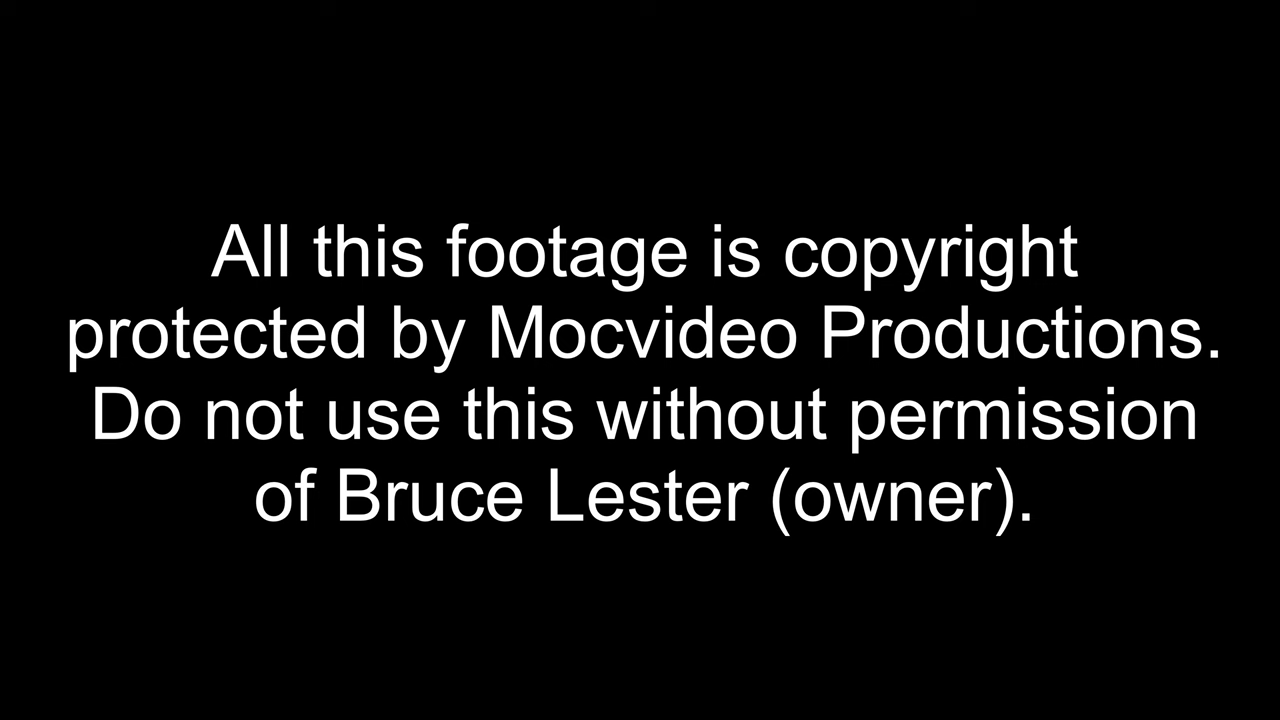 All this footage is copyright
protected by Mocvideo Productions.
Do not use this without permission
of Bruce Lester (owner).